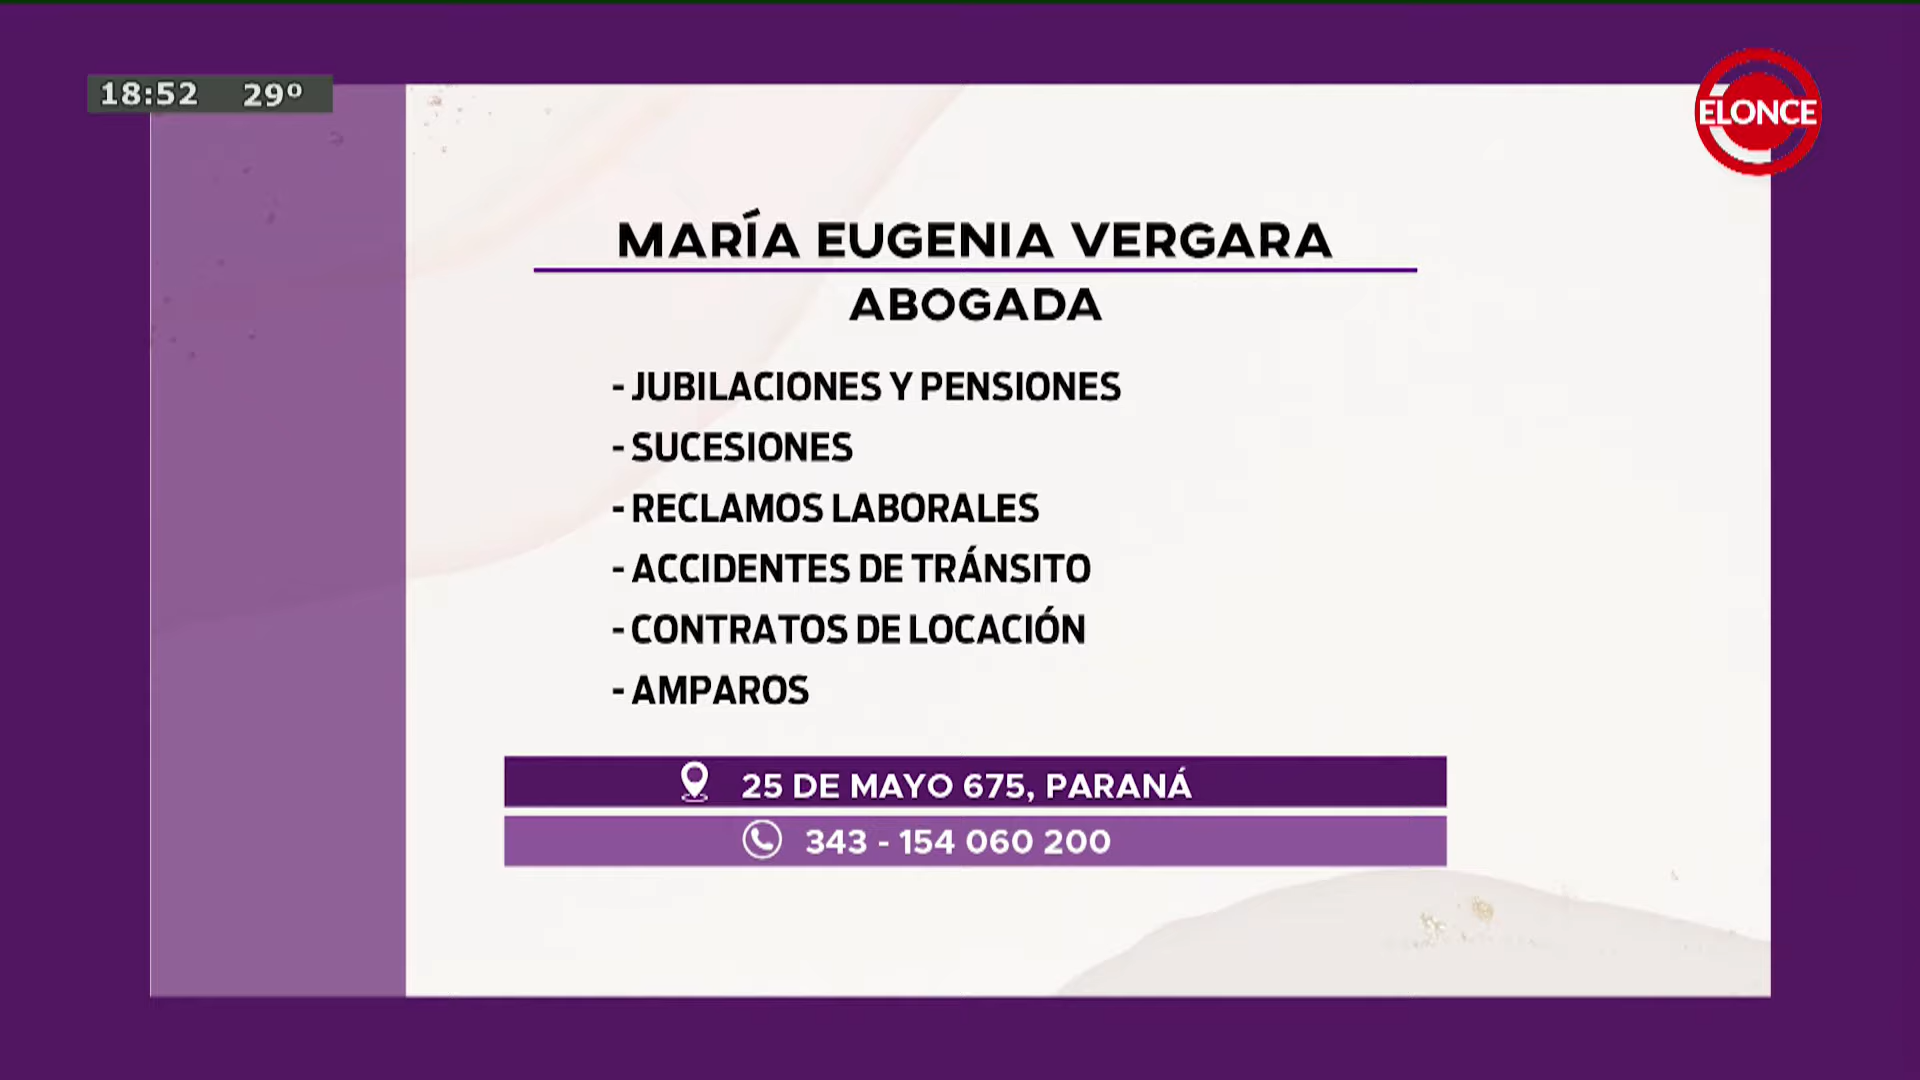 18:52 29º
ELONCE
MARÍA EUGENIA VERGARA
ABOGADA
- JUBILACIONES Y PENSIONES
- SUCESIONES
- RECLAMOS LABORALES
- ACCIDENTES DE TRÁNSITO
- CONTRATOS DE LOCACIÓN
- AMPAROS
25 DE MAYO 675, PARANÁ
343 - 154 060 200